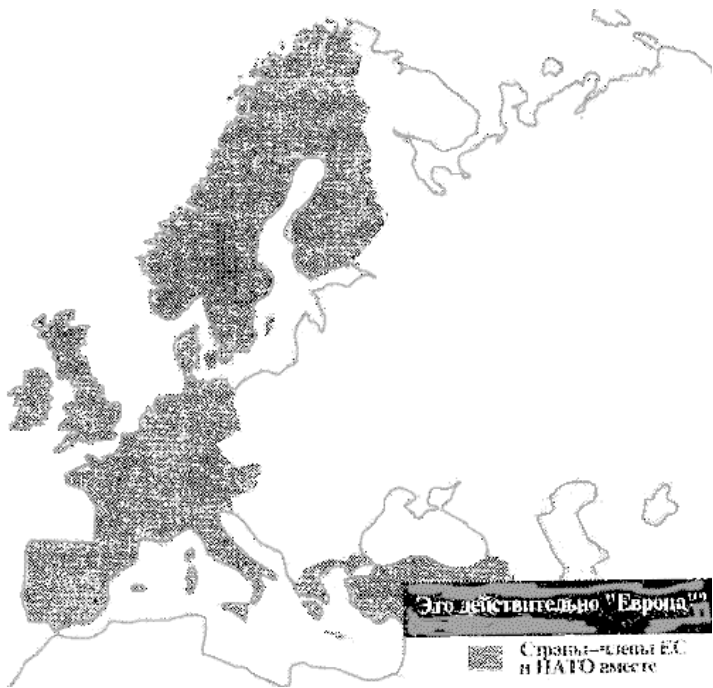 Это действительно "Европа"?
Страны–члены ЕС
и НАТО вместе